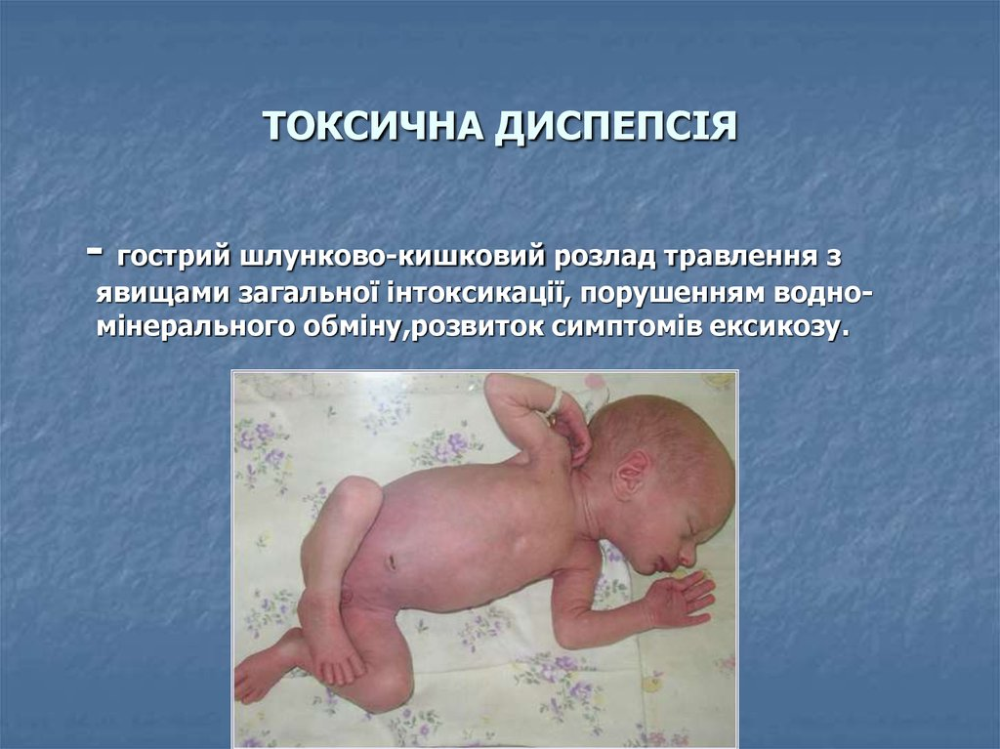 ТОКСИЧНА ДИСПЕПСІЯ
- гострий шлунково-кишковий розлад травлення з
явищами загальної інтоксикації, порушенням водно-
мінерального обміну,розвиток симптомів ексикозу.